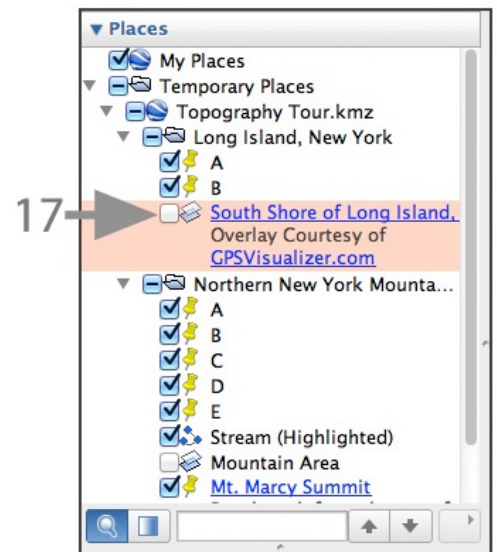 Places
My Places
Temporary Places
Topography Tour.kmz
Long Island, New York
A
B
17
South Shore of Long Island,
Overlay Courtesy of
GPSVisualizer.com
Northern New York Mounta...
A
B
C
D
E
Stream (Highlighted)
Mountain Area
Mt. Marcy Summit